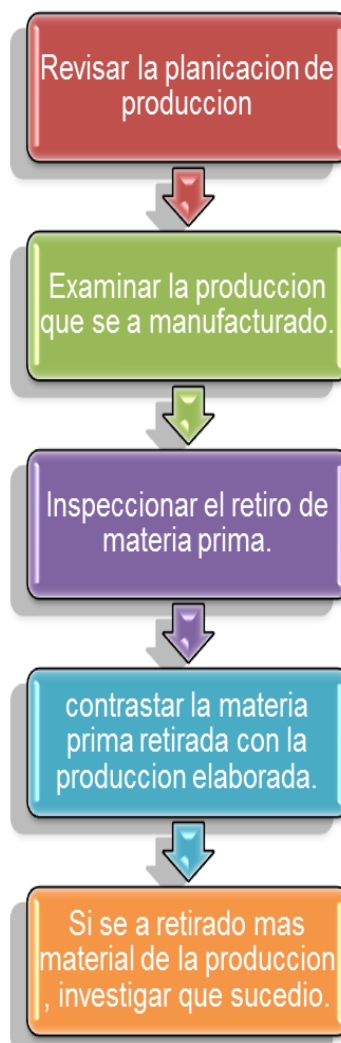 Revisar la planicacion de
produccion
Examinar la produccion
que se a manufacturado.
Inspeccionar el retiro de
materia prima.
contrastar la materia
prima retirada con la
produccion elaborada.
Si se a retirado mas
material de la produccion
, investigar que sucedio.